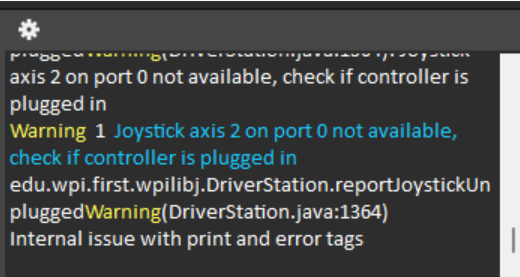 pluggedWarning(DriverStation.java:1364): Joystick
axis 2 on port 0 not available, check if controller is
plugged in
Warning 1 Joystick axis 2 on port 0 not available,
check if controller is plugged in
edu.wpi.first.wpilibj.DriverStation.reportJoystickUn
pluggedWarning(DriverStation.java:1364)
Internal issue with print and error tags